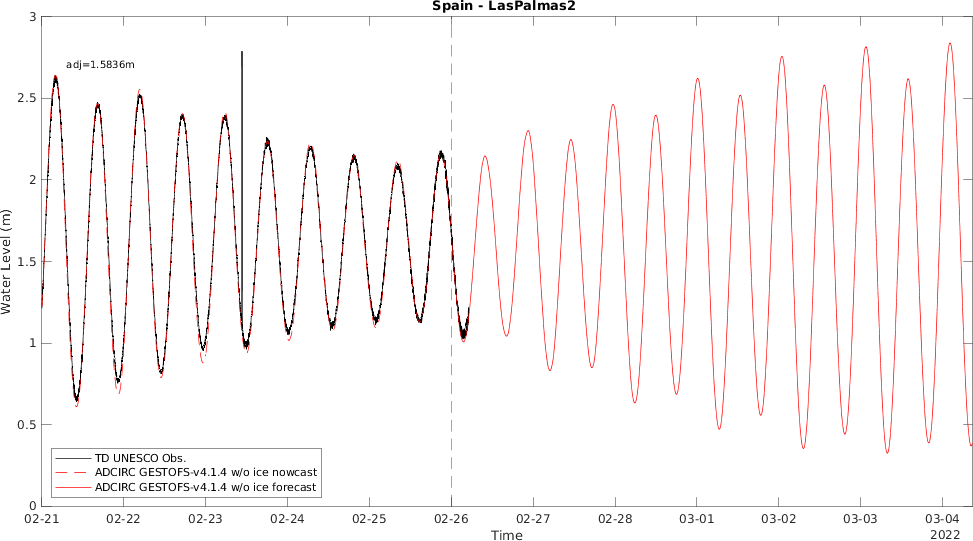 Spain - LasPalmas2
adj=1.5836m
Water Level (m)
3
2.5
2
1.5
1
0.5
0
TD UNESCO Obs.
ADCIRC GESTOFS-v4.1.4 w/o ice nowcast
ADCIRC GESTOFS-v4.1.4 w/o ice forecast
02-21 02-22 02-23 02-24 02-25 02-26 02-27 02-28 03-01 03-02 03-03 03-04
2022
Time